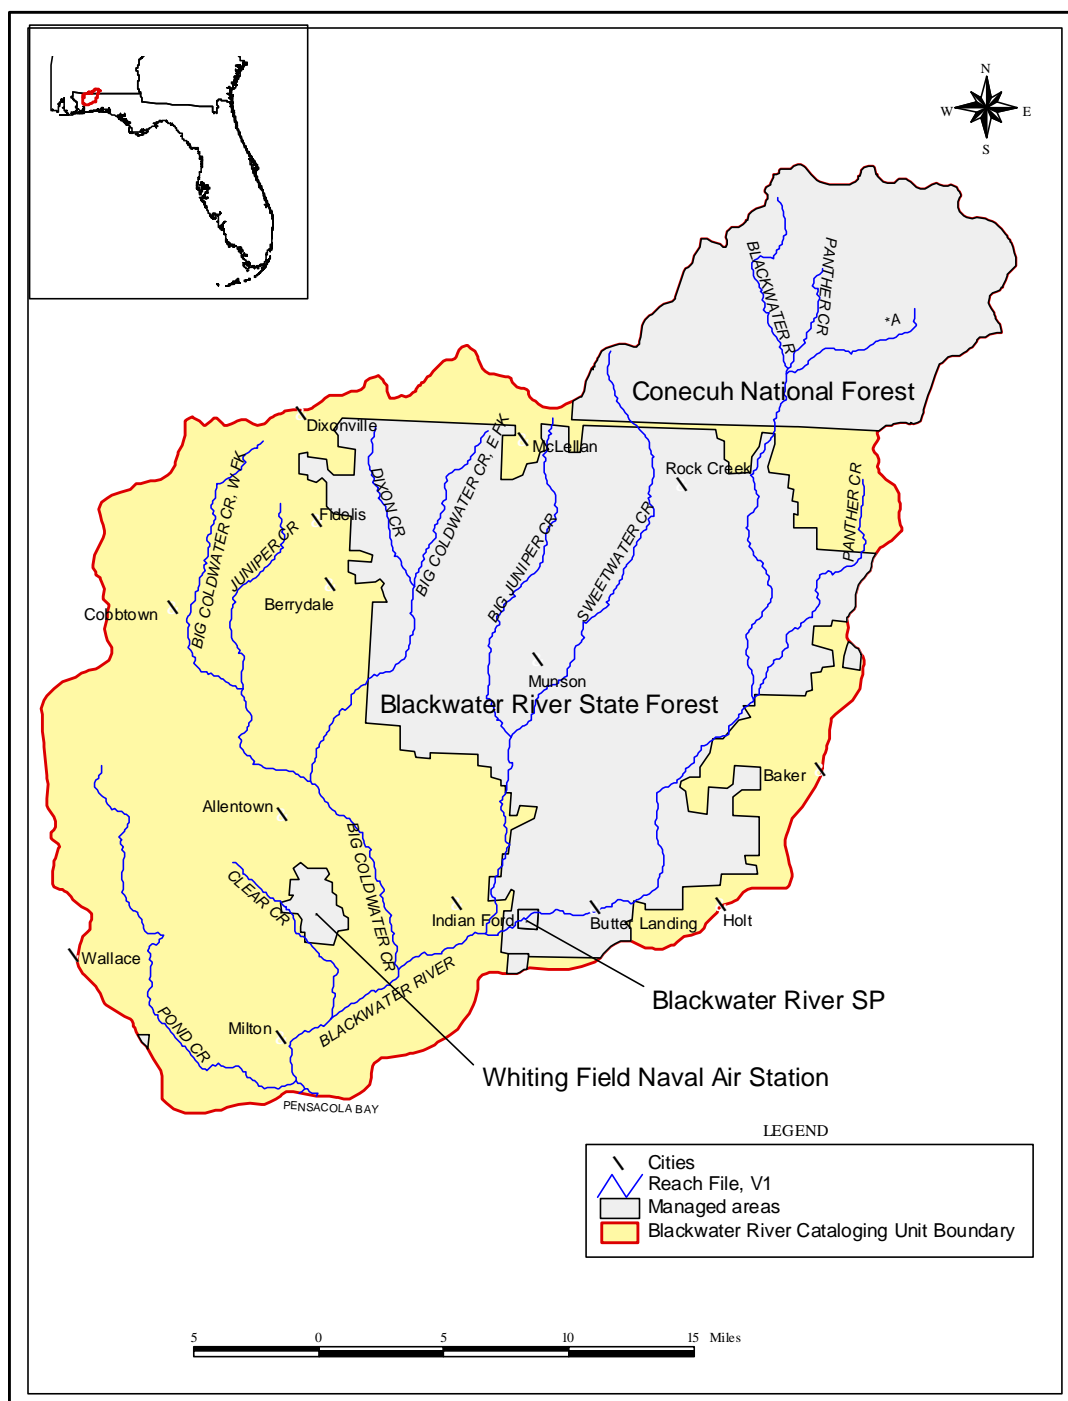 N
W
E
S
BLACKWATER R
PANTHER CR
*A
Conecuh National Forest
Dixonville
McLellan
Rock Creek
BIG COLDWATER CR, W FK
DIXON CR
BIG COLDWATER CR, E FK
PANTHER CR
Fidelis
JUNIPER CR
BIG JUNIPER CR
SWEETWATER CR
Cobbtown
Berrydale
Munson
Blackwater River State Forest
Baker
Allentown
BIG COLDWATER CR
CLEAR CR
Indian Ford
Butter Landing
Holt
Wallace
BLACKWATER RIVER
Blackwater River SP
POND CR
Milton
Whiting Field Naval Air Station
PENSACOLA BAY
LEGEND
Cities
Reach File, V1
Managed areas
Blackwater River Cataloging Unit Boundary
5 0 5 10 15 Miles